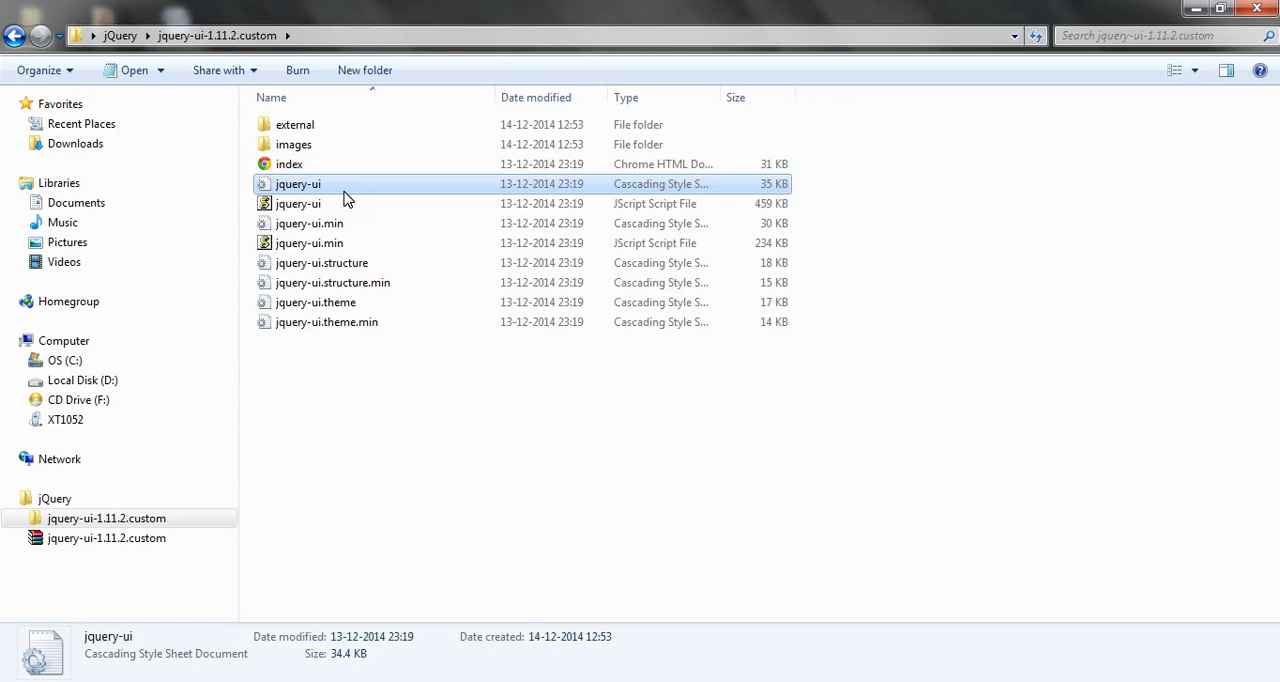 jQuery jquery-ui-1.11.2.custom
Search jquery-ui-1.11.2.custom
Organize Open Share with Burn New folder
Favorites
Recent Places
Downloads
Libraries
Documents
Music
Pictures
Videos
Homegroup
Computer
OS (C:)
Local Disk (D:)
CD Drive (F:)
XT1052
Network
jQuery
jquery-ui-1.11.2.custom
jquery-ui-1.11.2.custom
Name Date modified Type Size
external 14-12-2014 12:53 File folder
images 14-12-2014 12:53 File folder
index 13-12-2014 23:19 Chrome HTML Do... 31 KB
jquery-ui 13-12-2014 23:19 Cascading Style S... 35 KB
jquery-ui 13-12-2014 23:19 JScript Script File 459 KB
jquery-ui.min 13-12-2014 23:19 Cascading Style S... 30 KB
jquery-ui.min 13-12-2014 23:19 JScript Script File 234 KB
jquery-ui.structure 13-12-2014 23:19 Cascading Style S... 18 KB
jquery-ui.structure.min 13-12-2014 23:19 Cascading Style S... 15 KB
jquery-ui.theme 13-12-2014 23:19 Cascading Style S... 17 KB
jquery-ui.theme.min 13-12-2014 23:19 Cascading Style S... 14 KB
jquery-ui Date modified: 13-12-2014 23:19 Date created: 14-12-2014 12:53
Cascading Style Sheet Document Size: 34.4 KB